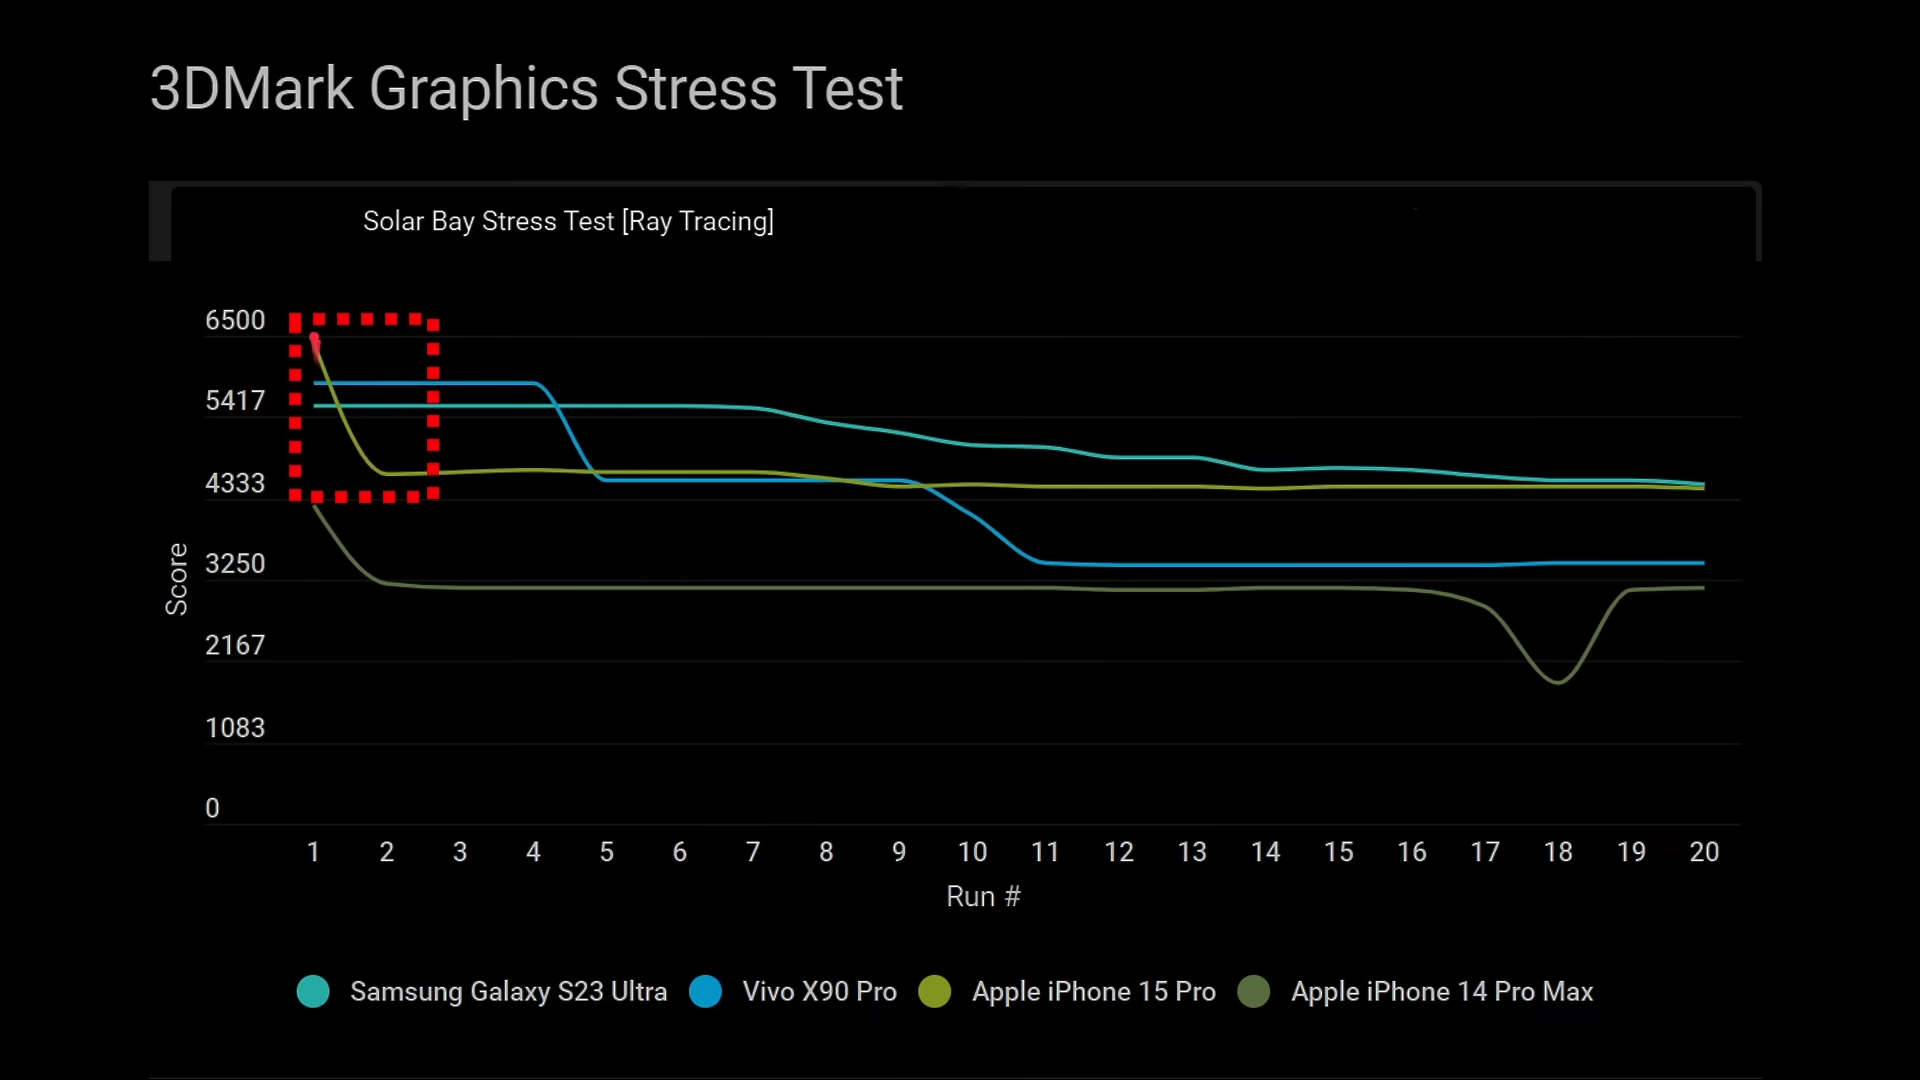 3DMark Graphics Stress Test
Solar Bay Stress Test [Ray Tracing]
6500
5417
4333
3250
2167
1083
0
Score
1 2 3 4 5 6 7 8 9 10 11 12 13 14 15 16 17 18 19 20
Run #
Samsung Galaxy S23 Ultra Vivo X90 Pro Apple iPhone 15 Pro Apple iPhone 14 Pro Max